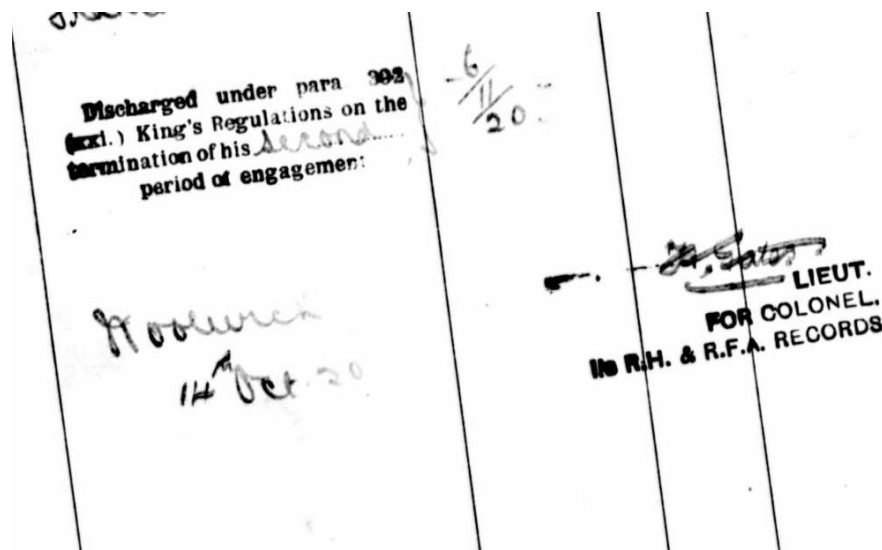 Discharged under para 392
(xxi.) King's Regulations on the
termination of his second
period of engagement
6/11/20
Woolwich
14th Oct. 20
LIEUT.
FOR COLONEL.
I/c R.H. & R.F.A. RECORDS